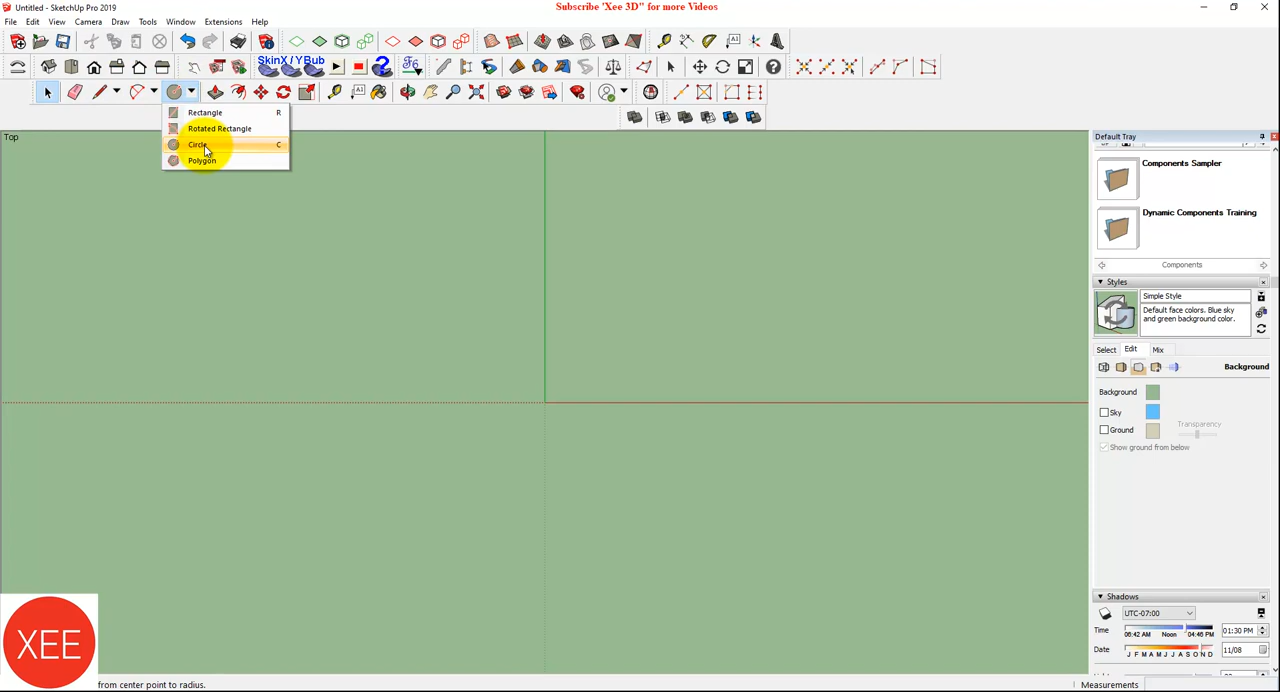 Untitled - SketchUp Pro 2019
Subscribe 'Xee 3D" for more Videos
File Edit View Camera Draw Tools Window Extensions Help
SkinX / YBub
Top
Rectangle R
Rotated Rectangle
Circle C
Polygon
Default Tray
Components Sampler
Dynamic Components Training
Components
Styles
Simple Style
Default face colors. Blue sky and green background color.
Select Edit Mix
Background
Background
Sky
Ground
Transparency
Show ground from below
Shadows
UTC-07:00
Time 06:42 AM Noon 04:46 PM 01:30 PM
Date J F M A M J J A S O N D 11/08
XEE
from center point to radius.
Measurements